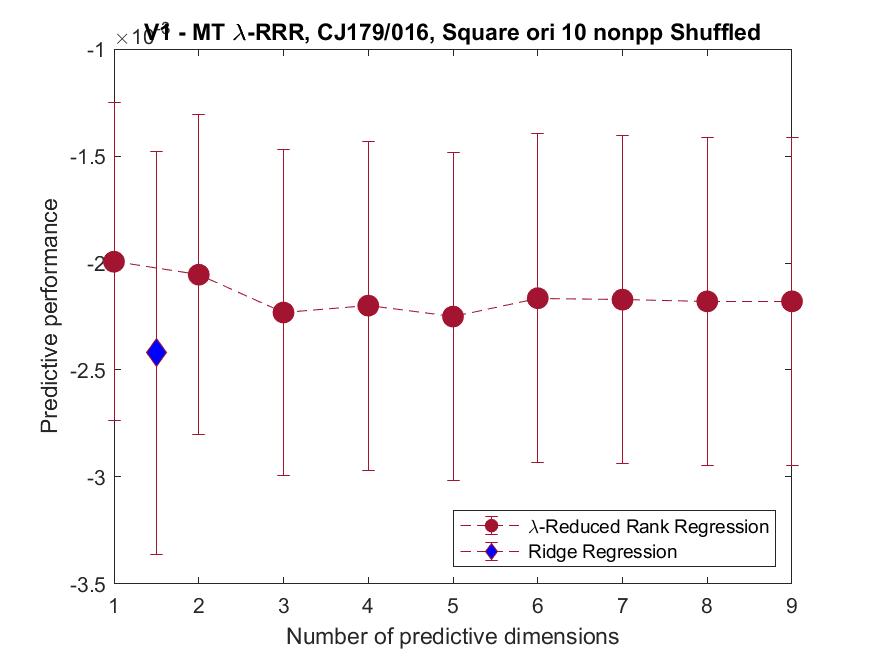 V1 - MT λ-RRR, CJ179/016, Square ori 10 nonpp Shuffled
×10⁻³
-1
-1.5
-2
-2.5
-3
-3.5
Predictive performance
1 2 3 4 5 6 7 8 9
Number of predictive dimensions
λ-Reduced Rank Regression
Ridge Regression